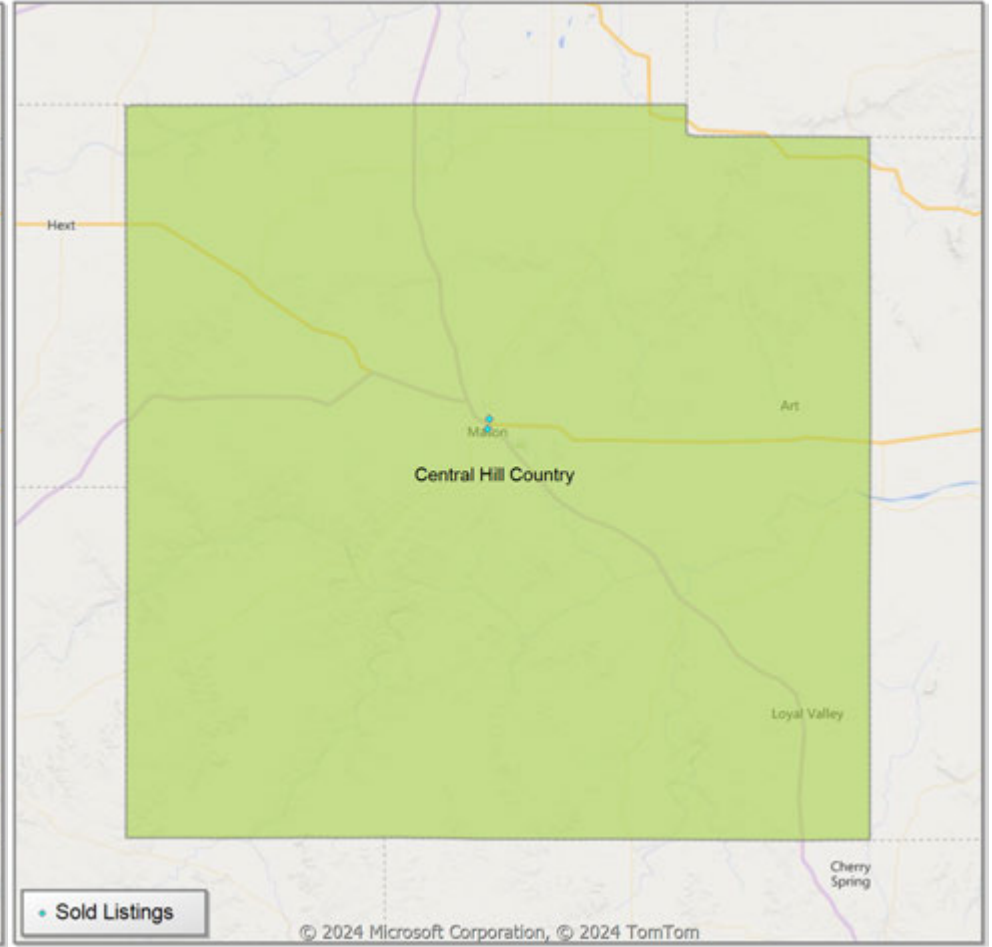 Hext
Art
Mason
Central Hill Country
Loyal Valley
Cherry
Spring
Sold Listings
© 2024 Microsoft Corporation, © 2024 TomTom